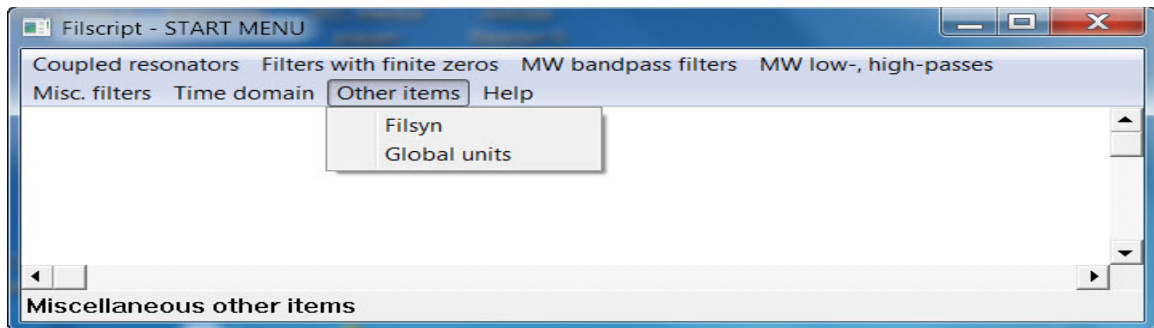 Filscript - START MENU
Coupled resonators Filters with finite zeros MW bandpass filters MW low-, high-passes
Misc. filters Time domain Other items Help
Filsyn
Global units
Miscellaneous other items